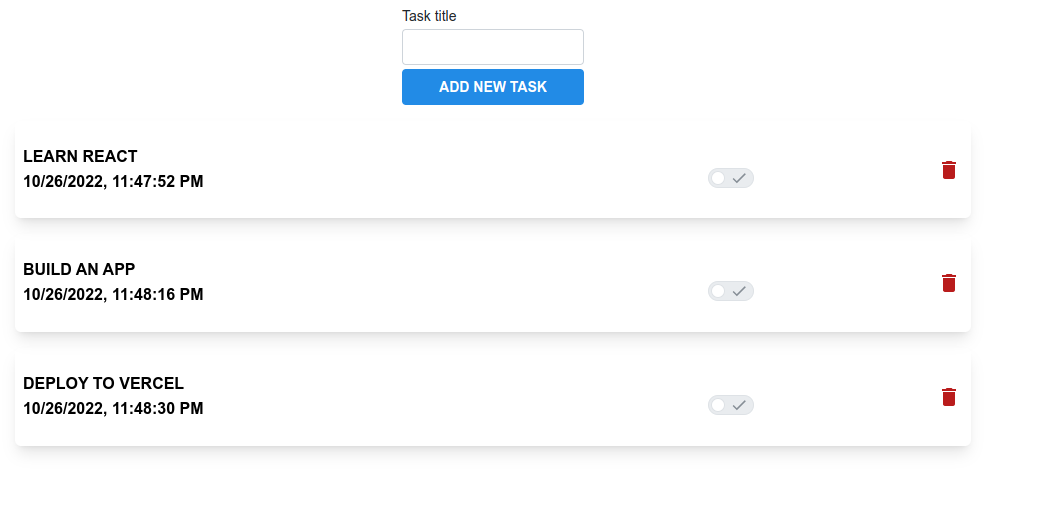 Task title
ADD NEW TASK
LEARN REACT
10/26/2022, 11:47:52 PM
BUILD AN APP
10/26/2022, 11:48:16 PM
DEPLOY TO VERCEL
10/26/2022, 11:48:30 PM